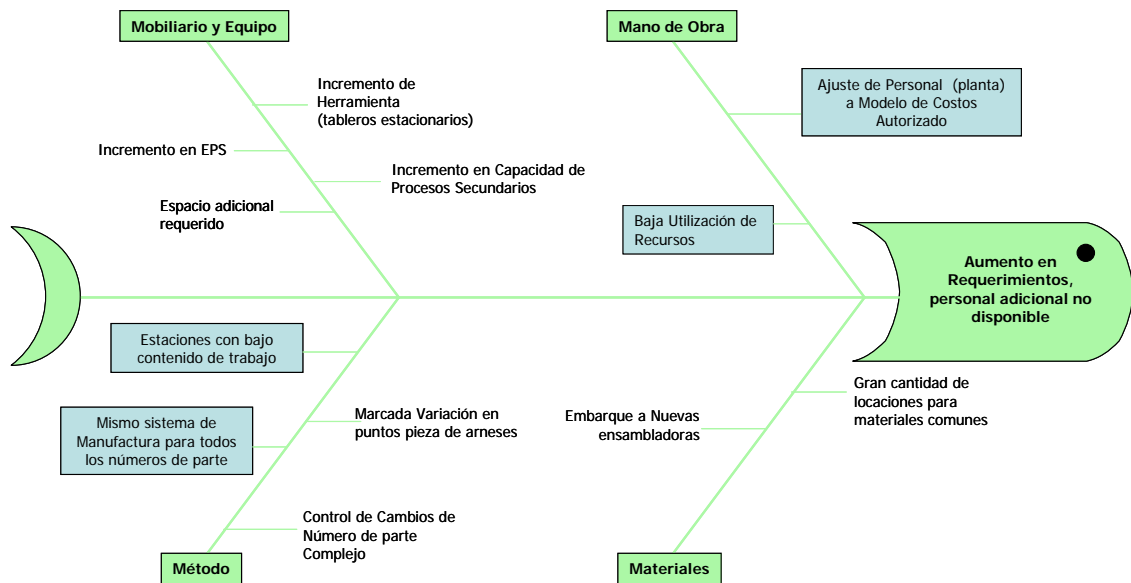 Mobiliario y Equipo
Mano de Obra
Incremento de
Herramienta
(tableros estacionarios)
Ajuste de Personal (planta)
a Modelo de Costos
Autorizado
Incremento en EPS
Incremento en Capacidad de
Procesos Secundarios
Espacio adicional
requerido
Baja Utilización de
Recursos
Aumento en
Requerimientos,
personal adicional no
disponible
Estaciones con bajo
contenido de trabajo
Mismo sistema de
Manufactura para todos
los números de parte
Marcada Variación en
puntos pieza de arneses
Embarque a Nuevas
ensambladoras
Gran cantidad de
locaciones para
materiales comunes
Control de Cambios de
Número de parte
Complejo
Método
Materiales